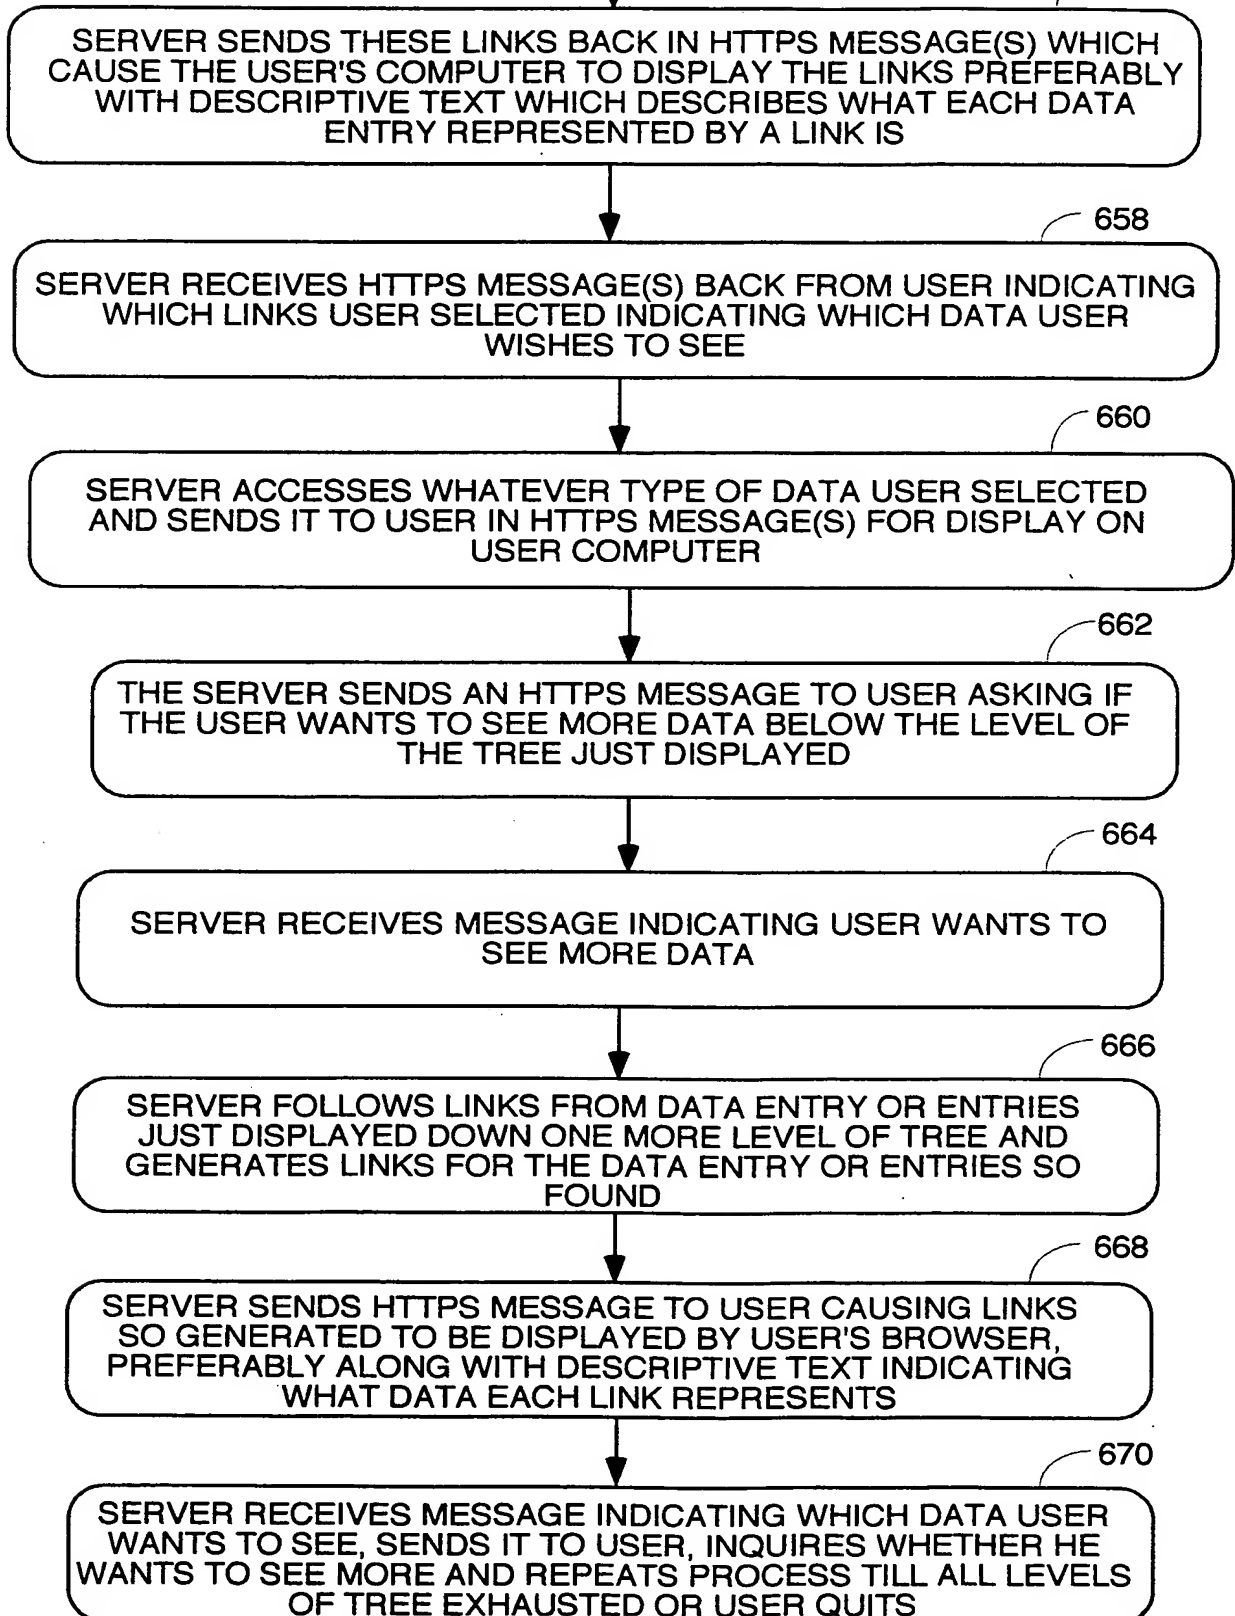 SERVER SENDS THESE LINKS BACK IN HTTPS MESSAGE(S) WHICH
CAUSE THE USER'S COMPUTER TO DISPLAY THE LINKS PREFERABLY
WITH DESCRIPTIVE TEXT WHICH DESCRIBES WHAT EACH DATA
ENTRY REPRESENTED BY A LINK IS
658
SERVER RECEIVES HTTPS MESSAGE(S) BACK FROM USER INDICATING
WHICH LINKS USER SELECTED INDICATING WHICH DATA USER
WISHES TO SEE
660
SERVER ACCESSES WHATEVER TYPE OF DATA USER SELECTED
AND SENDS IT TO USER IN HTTPS MESSAGE(S) FOR DISPLAY ON
USER COMPUTER
662
THE SERVER SENDS AN HTTPS MESSAGE TO USER ASKING IF
THE USER WANTS TO SEE MORE DATA BELOW THE LEVEL OF
THE TREE JUST DISPLAYED
664
SERVER RECEIVES MESSAGE INDICATING USER WANTS TO
SEE MORE DATA
666
SERVER FOLLOWS LINKS FROM DATA ENTRY OR ENTRIES
JUST DISPLAYED DOWN ONE MORE LEVEL OF TREE AND
GENERATES LINKS FOR THE DATA ENTRY OR ENTRIES SO
FOUND
668
SERVER SENDS HTTPS MESSAGE TO USER CAUSING LINKS
SO GENERATED TO BE DISPLAYED BY USER'S BROWSER,
PREFERABLY ALONG WITH DESCRIPTIVE TEXT INDICATING
WHAT DATA EACH LINK REPRESENTS
670
SERVER RECEIVES MESSAGE INDICATING WHICH DATA USER
WANTS TO SEE, SENDS IT TO USER, INQUIRES WHETHER HE
WANTS TO SEE MORE AND REPEATS PROCESS TILL ALL LEVELS
OF TREE EXHAUSTED OR USER QUITS